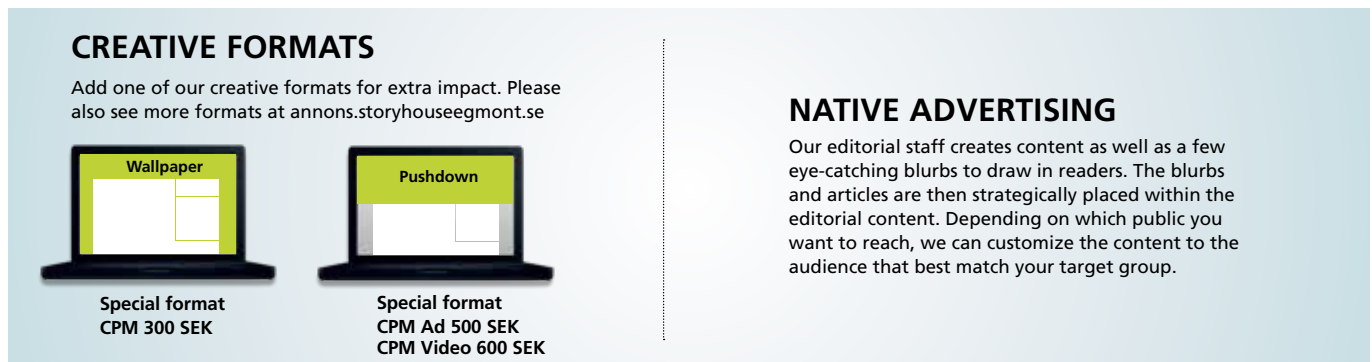 CREATIVE FORMATS
Add one of our creative formats for extra impact. Please
also see more formats at annons.storyhouseegmont.se
Wallpaper
Special format
CPM 300 SEK
Pushdown
Special format
CPM Ad 500 SEK
CPM Video 600 SEK
NATIVE ADVERTISING
Our editorial staff creates content as well as a few
eye-catching blurbs to draw in readers. The blurbs
and articles are then strategically placed within the
editorial content. Depending on which public you
want to reach, we can customize the content to the
audience that best match your target group.